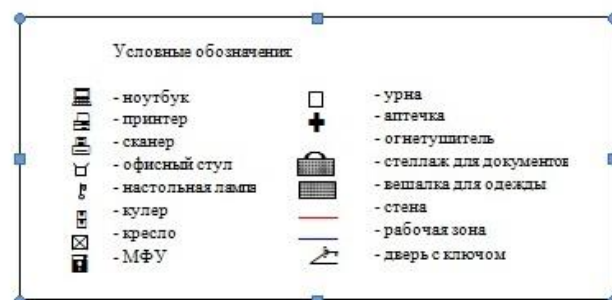 Условные обозначения:
- ноутбук
- принтер
- сканер
- офисный стул
- настольная лампа
- кулер
- кресло
- МФУ
- урна
- аптечка
- огнетушитель
- стеллаж для документов
- вешалка для одежды
- стена
- рабочая зона
- дверь с ключом